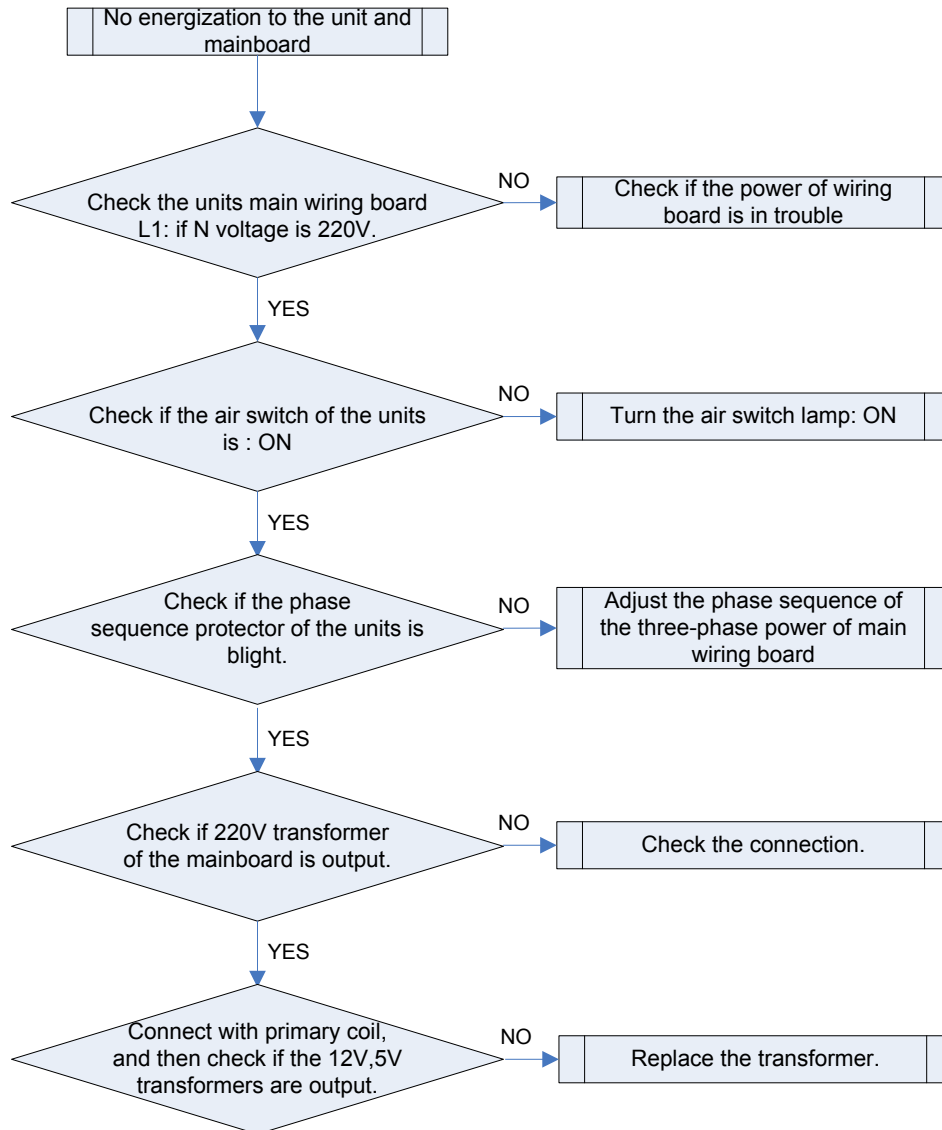 No energization to the unit and
mainboard
Check the units main wiring board
L1: if N voltage is 220V.
NO
Check if the power of wiring
board is in trouble
YES
Check if the air switch of the units
is : ON
NO
Turn the air switch lamp: ON
YES
Check if the phase
sequence protector of the units is
blight.
NO
Adjust the phase sequence of
the three-phase power of main
wiring board
YES
Check if 220V transformer
of the mainboard is output.
NO
Check the connection.
YES
Connect with primary coil,
and then check if the 12V,5V
transformers are output.
NO
Replace the transformer.